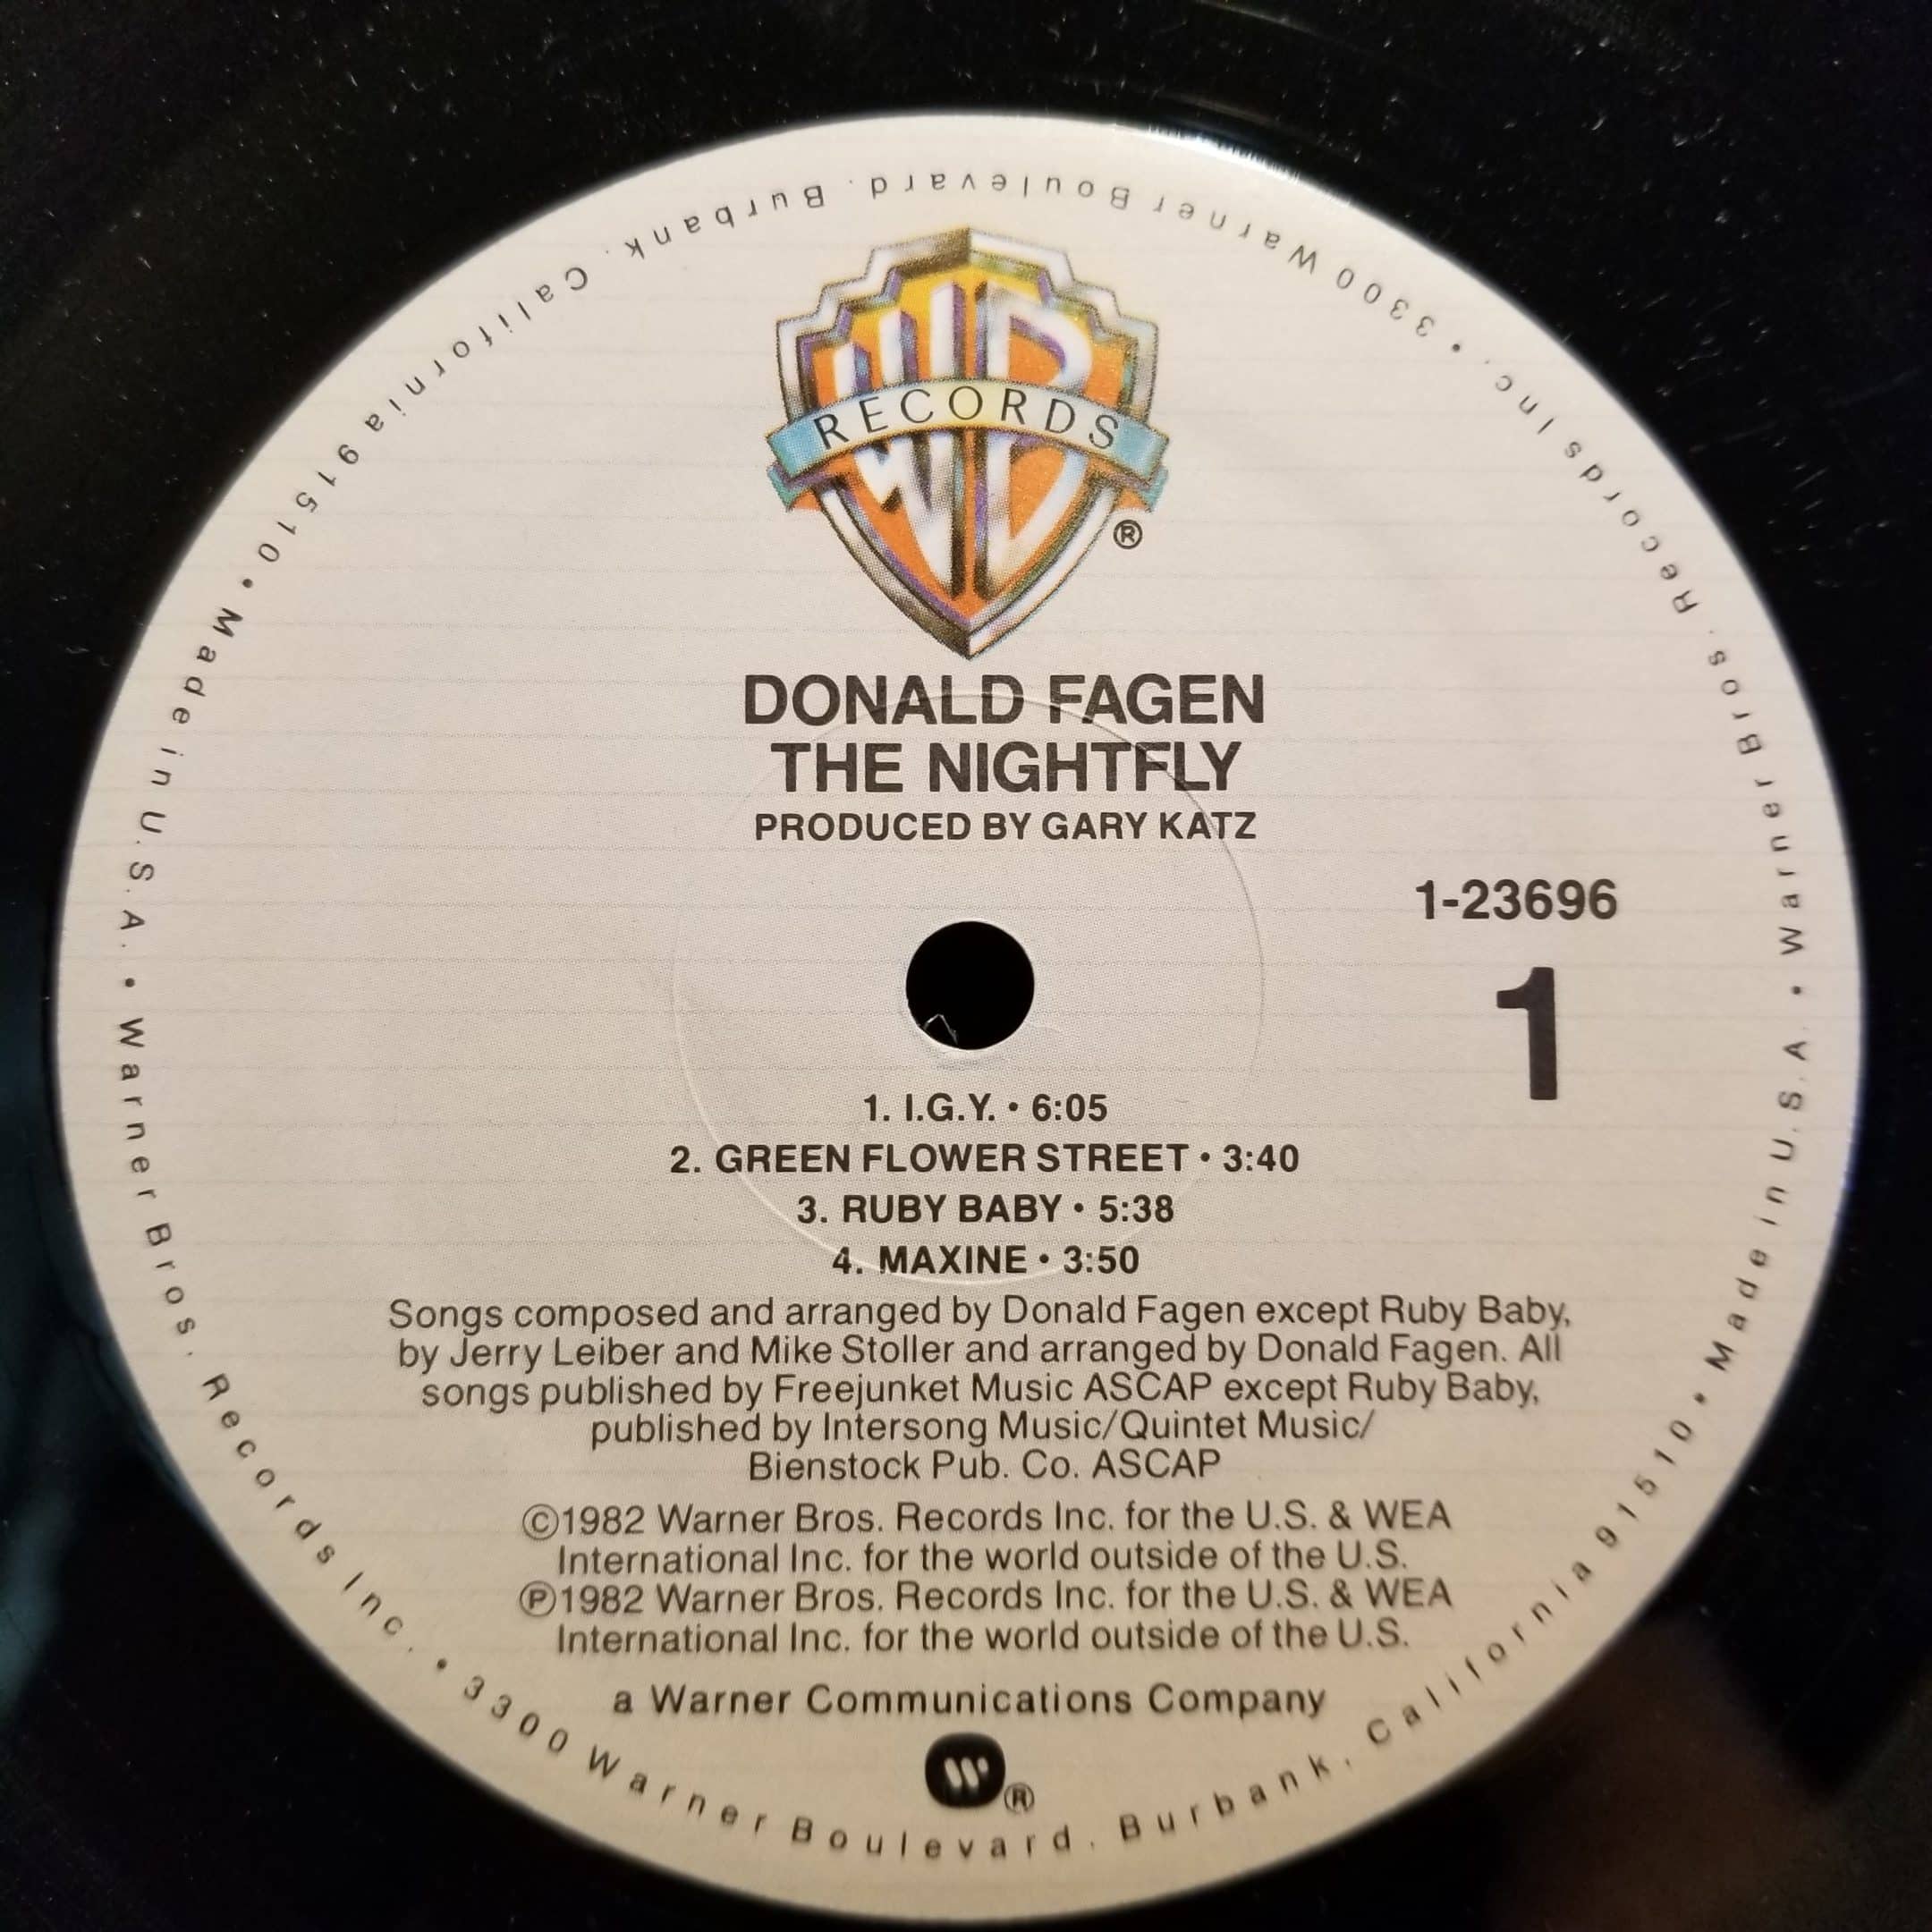 WB
RECORDS
®
DONALD FAGEN
THE NIGHTFLY
PRODUCED BY GARY KATZ
1-23696
1
1. I.G.Y. • 6:05
2. GREEN FLOWER STREET • 3:40
3. RUBY BABY • 5:38
4. MAXINE • 3:50
Songs composed and arranged by Donald Fagen except Ruby Baby,
by Jerry Leiber and Mike Stoller and arranged by Donald Fagen. All
songs published by Freejunket Music ASCAP except Ruby Baby,
published by Intersong Music/Quintet Music/
Bienstock Pub. Co. ASCAP
©1982 Warner Bros. Records Inc. for the U.S. & WEA
International Inc. for the world outside of the U.S.
℗1982 Warner Bros. Records Inc. for the U.S. & WEA
International Inc. for the world outside of the U.S.
a Warner Communications Company
W®
Warner Bros. Records Inc. • 3300 Warner Boulevard. Burbank. California 91510 • Made in U.S.A. •
Warner Bros. Records Inc. • 3300 Warner Boulevard. Burbank. California 91510 • Made in U.S.A. •